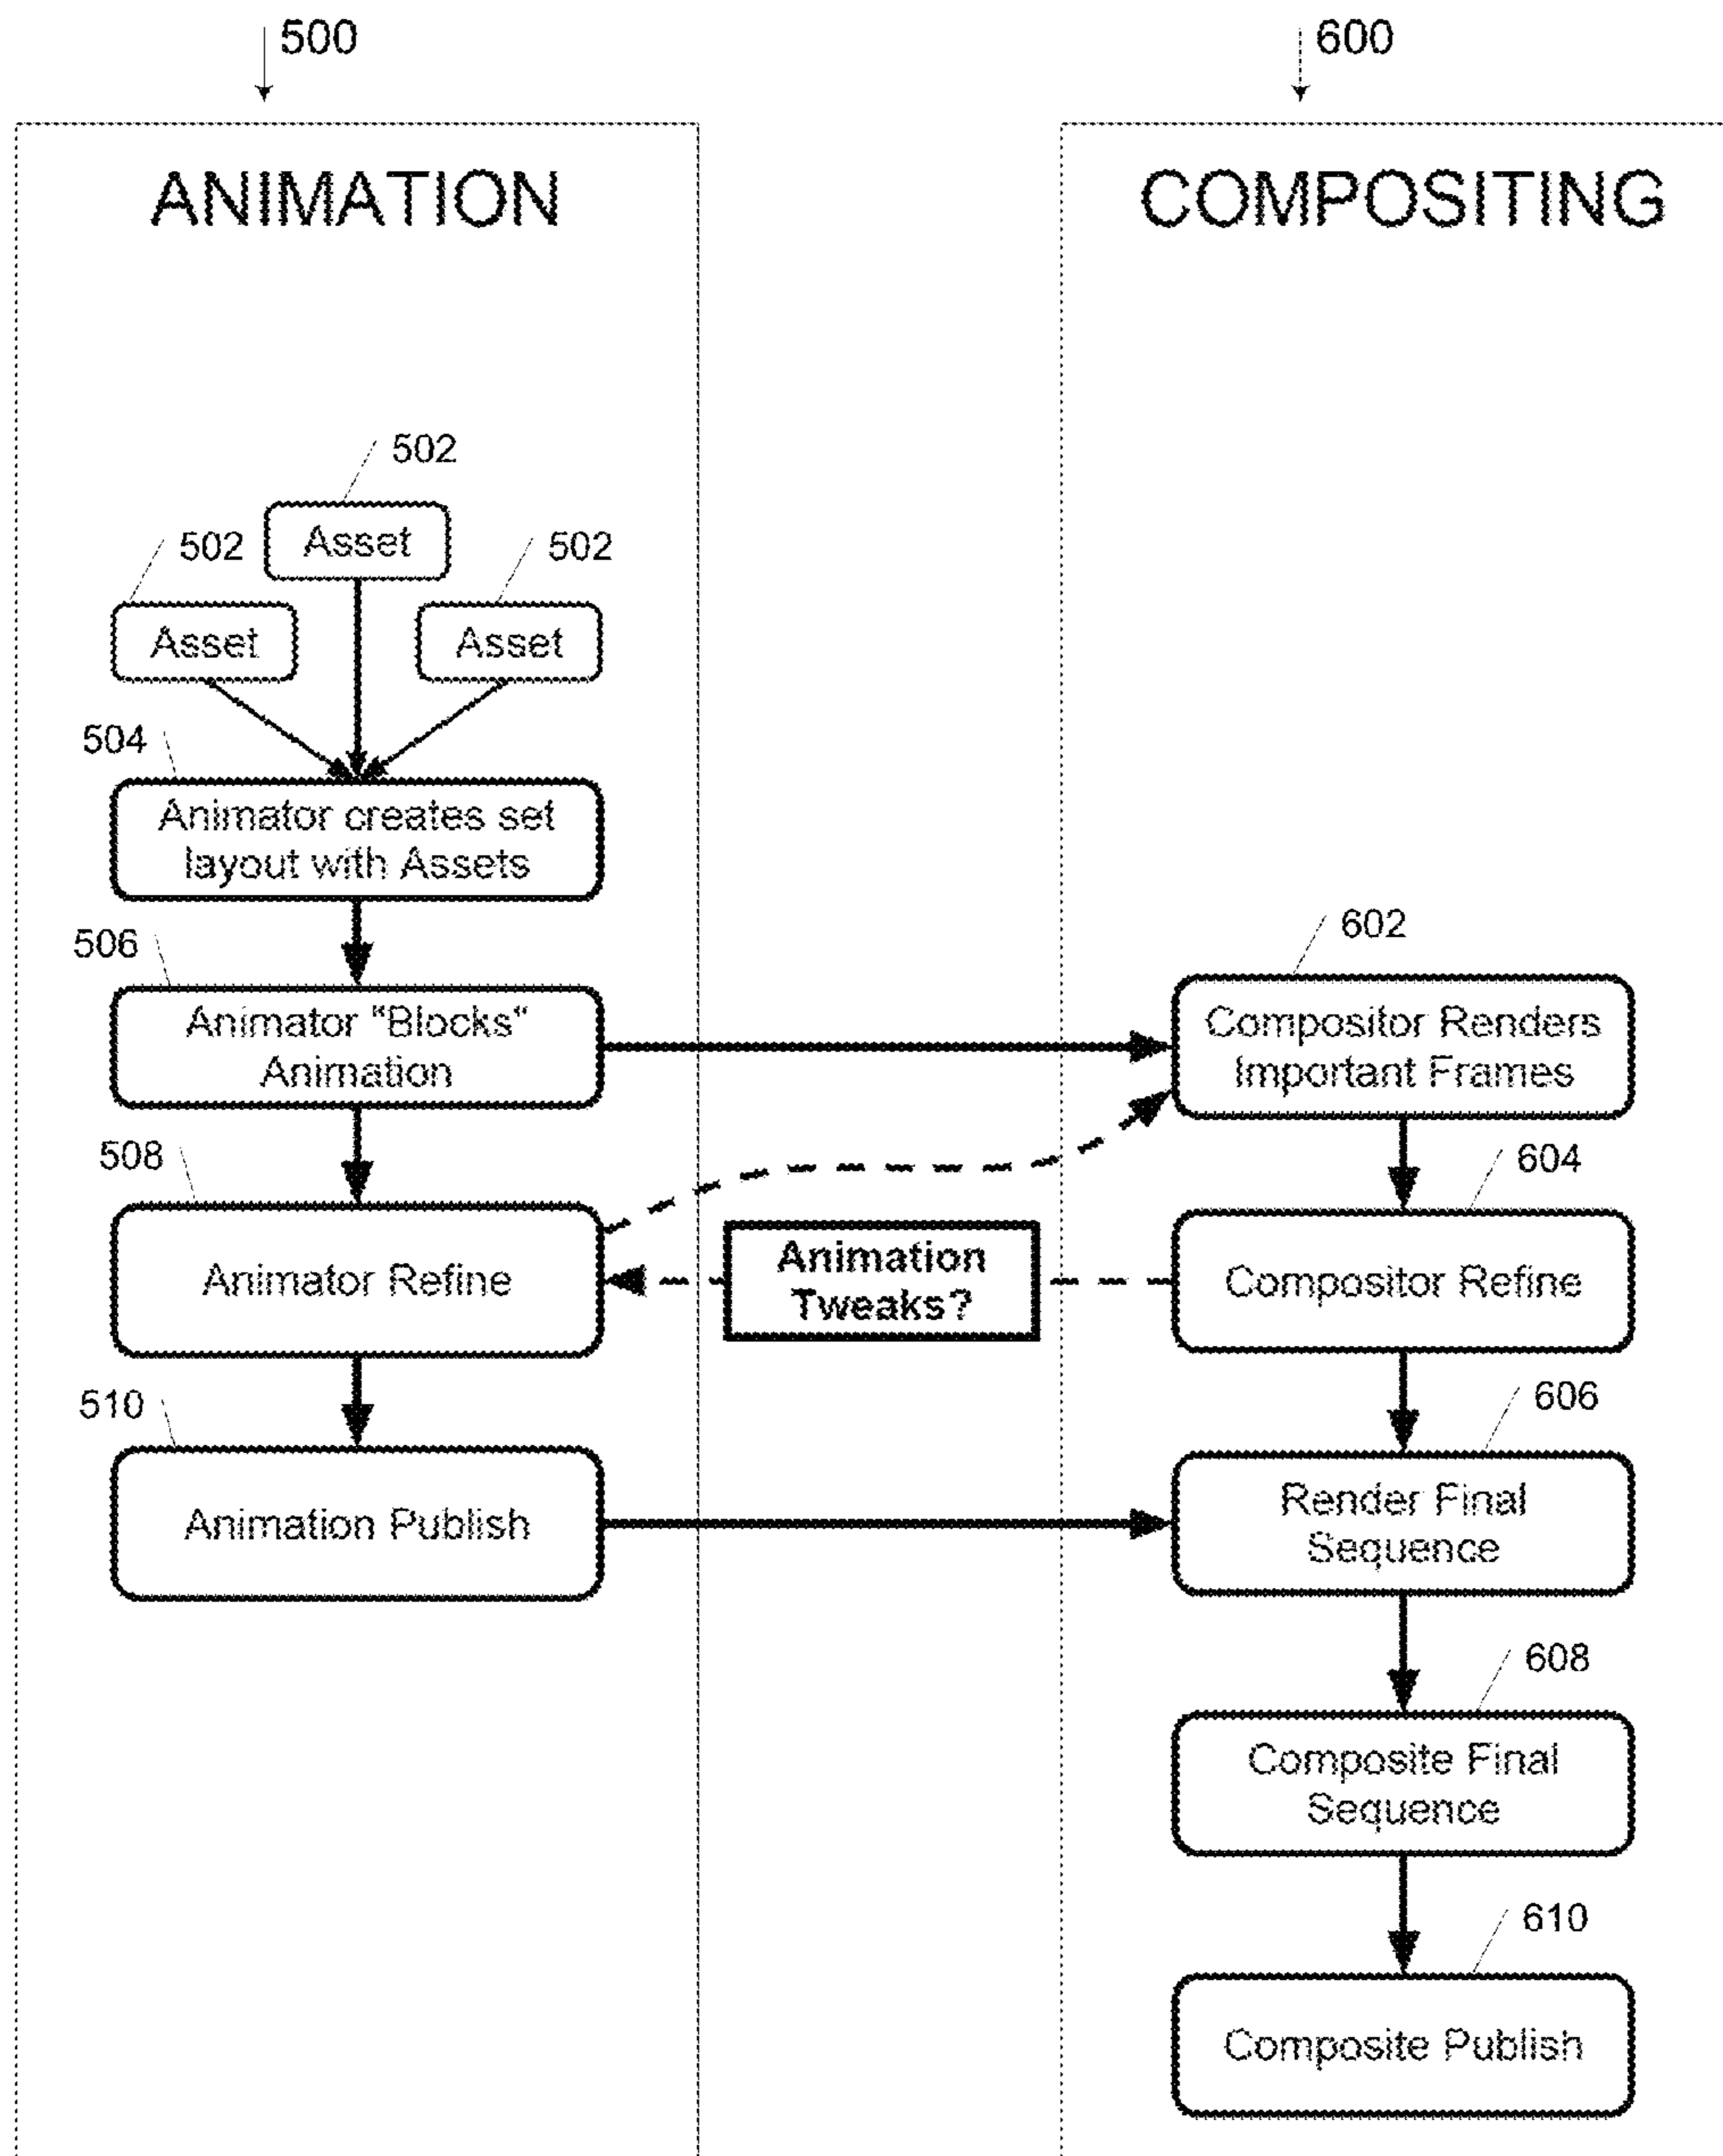 500
600
ANIMATION
COMPOSITING
502
502
Asset
502
Asset
Asset
504
Animator creates set
layout with Assets
506
Animator "Blocks"
Animation
602
Compositor Renders
Important Frames
508
604
Animator Refine
Animation
Tweaks?
Compositor Refine
510
606
Animation Publish
Render Final
Sequence
608
Composite Final
Sequence
610
Composite Publish